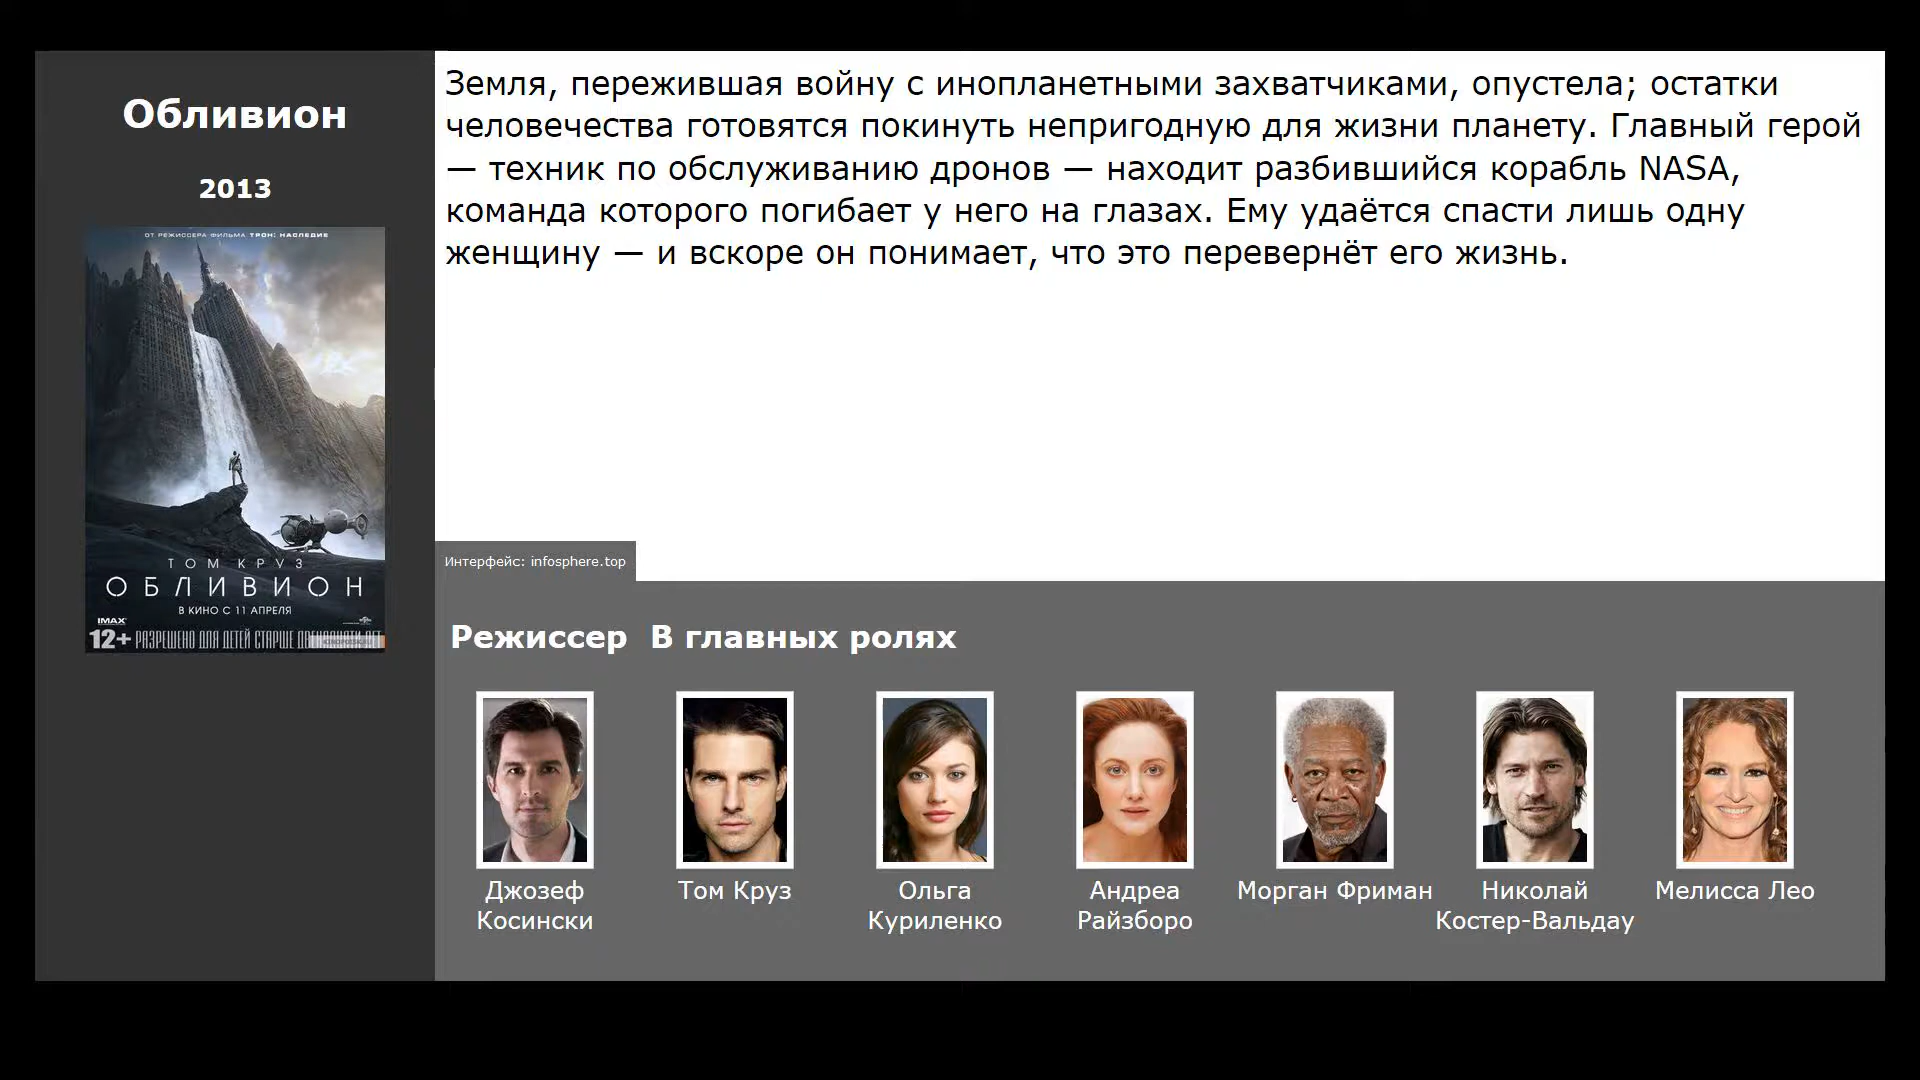 Обливион
2013
ОТ РЕЖИССЕРА ФИЛЬМА ТРОН: НАСЛЕДИЕ
ТОМ КРУЗ
ОБЛИВИОН
В КИНО С 11 АПРЕЛЯ
IMAX
12+ РАЗРЕШЕНО ДЛЯ ДЕТЕЙ СТАРШЕ
Земля, пережившая войну с инопланетными захватчиками, опустела; остатки
человечества готовятся покинуть непригодную для жизни планету. Главный герой
— техник по обслуживанию дронов — находит разбившийся корабль NASA,
команда которого погибает у него на глазах. Ему удаётся спасти лишь одну
женщину — и вскоре он понимает, что это перевернёт его жизнь.
Интерфейс: infosphere.top
Режиссер В главных ролях
Джозеф
Косински
Том Круз
Ольга
Куриленко
Андреа
Райзборо
Морган Фриман
Николай
Костер-Вальдау
Мелисса Лео